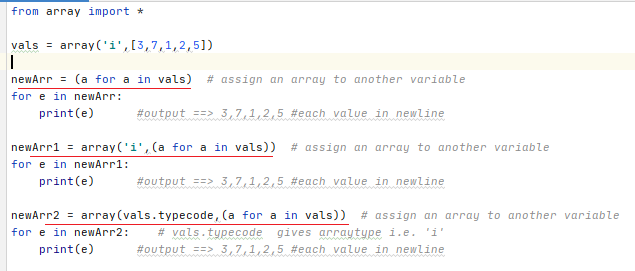 from array import *
vals = array('i',[3,7,1,2,5])
newArr = (a for a in vals)  # assign an array to another variable
for e in newArr:
    print(e)      #output ==> 3,7,1,2,5 #each value in newline
newArr1 = array('i',(a for a in vals))  # assign an array to another variable
for e in newArr1:
    print(e)      #output ==> 3,7,1,2,5 #each value in newline
newArr2 = array(vals.typecode,(a for a in vals))  # assign an array to another variable
for e in newArr2:    # vals.typecode  gives arraytype i.e. 'i'
    print(e)      #output ==> 3,7,1,2,5 #each value in newline